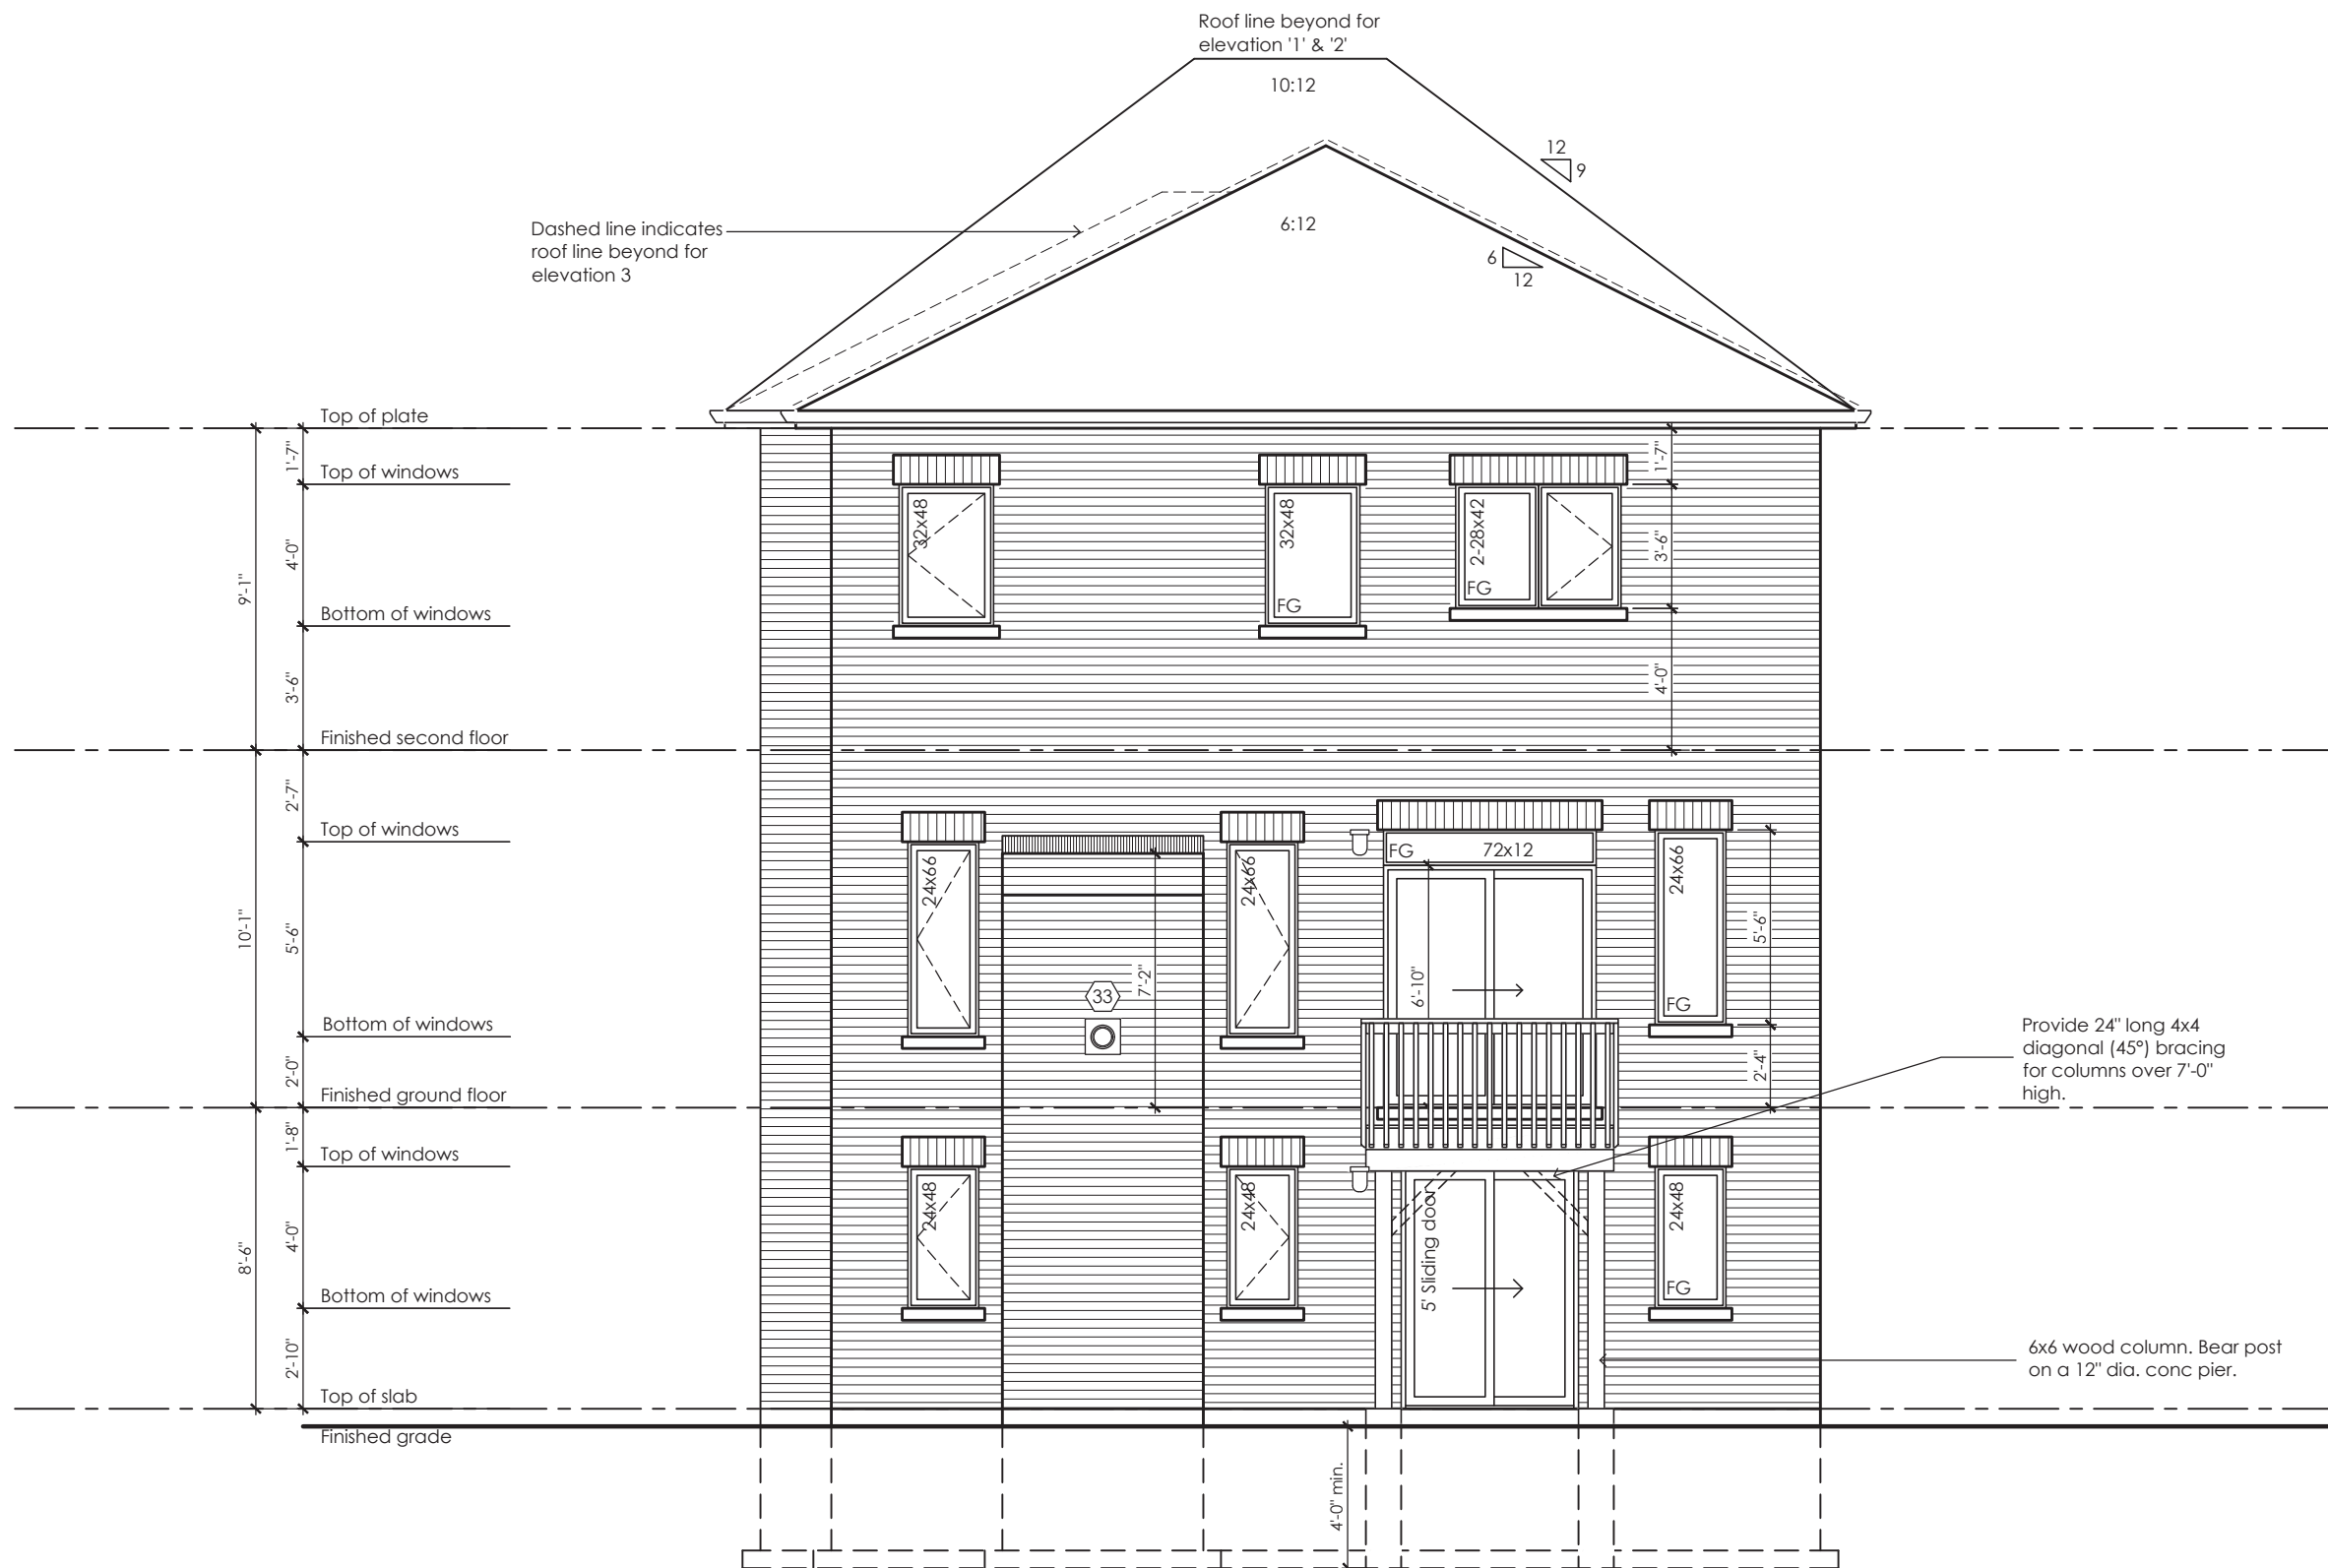 Roof line beyond for
elevation '1' & '2'
10:12
12
9
Dashed line indicates
roof line beyond for
elevation 3
6:12
6
12
Top of plate
1'-7"
Top of windows
4'-0"
9'-1"
Bottom of windows
3'-6"
Finished second floor
32x48
32x48
FG
2-28x42
FG
1'-7"
3'-6"
4'-0"
2'-7"
Top of windows
10'-1"
5'-6"
Bottom of windows
2'-0"
Finished ground floor
24x66
33
7'-2"
24x66
FG
72x12
6'-10"
24x66
FG
5'-6"
2'-4"
Provide 24" long 4x4
diagonal (45°) bracing
for columns over 7'-0"
high.
1'-8"
Top of windows
8'-6"
4'-0"
Bottom of windows
2'-10"
Top of slab
Finished grade
24x48
24x48
5' Sliding door
24x48
FG
6x6 wood column. Bear post
on a 12" dia. conc pier.
4'-0" min.